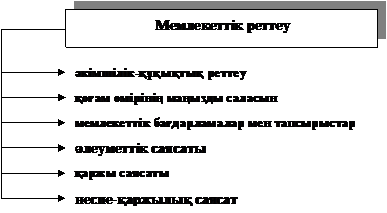 Мемлекеттік реттеу
әкімшілік-құқықтық реттеу
қоғам өмірінің маңызды саласын
мемлекеттік бағдарламалар мен тапсырыстар
әлеуметтік саясаты
қаржы саясаты
несие-қаржылық саясат